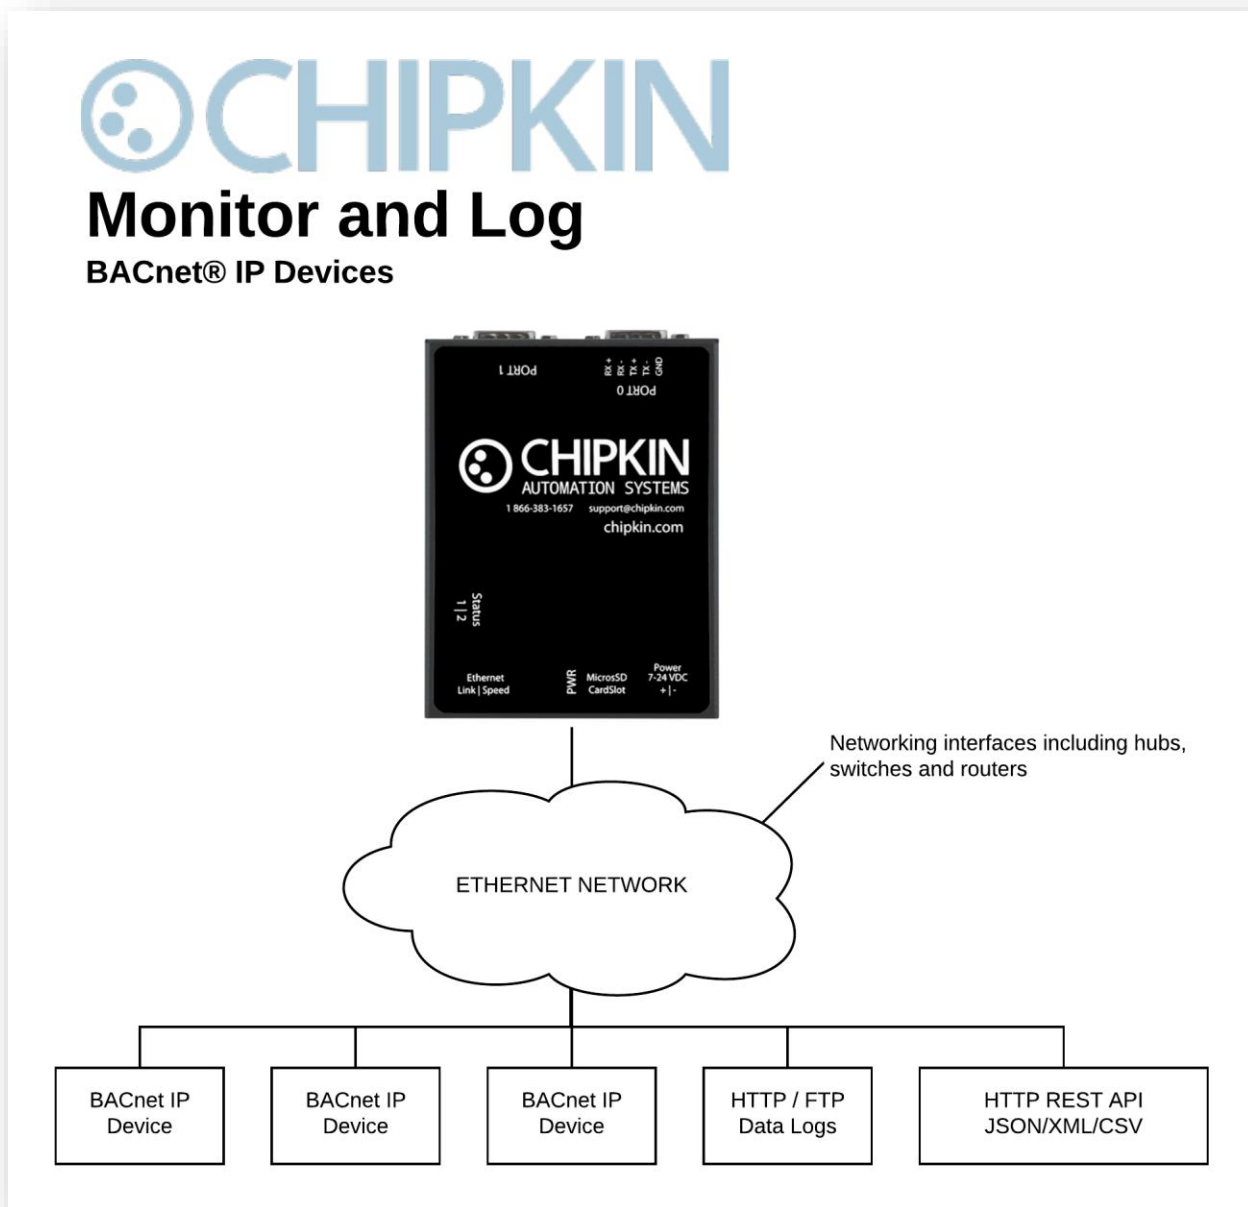 CHIPKIN
Monitor and Log
BACnet® IP Devices
PORT 1
RX +
RX -
TX +
TX -
GND
PORT 0
CHIPKIN
AUTOMATION SYSTEMS
1 866-383-1657 support@chipkin.com
chipkin.com
Status
1 | 2
Ethernet
Link | Speed
PWR
MicrosSD
CardSlot
Power
7-24 VDC
+ | -
Networking interfaces including hubs,
switches and routers
ETHERNET NETWORK
BACnet IP
Device
BACnet IP
Device
BACnet IP
Device
HTTP / FTP
Data Logs
HTTP REST API
JSON/XML/CSV